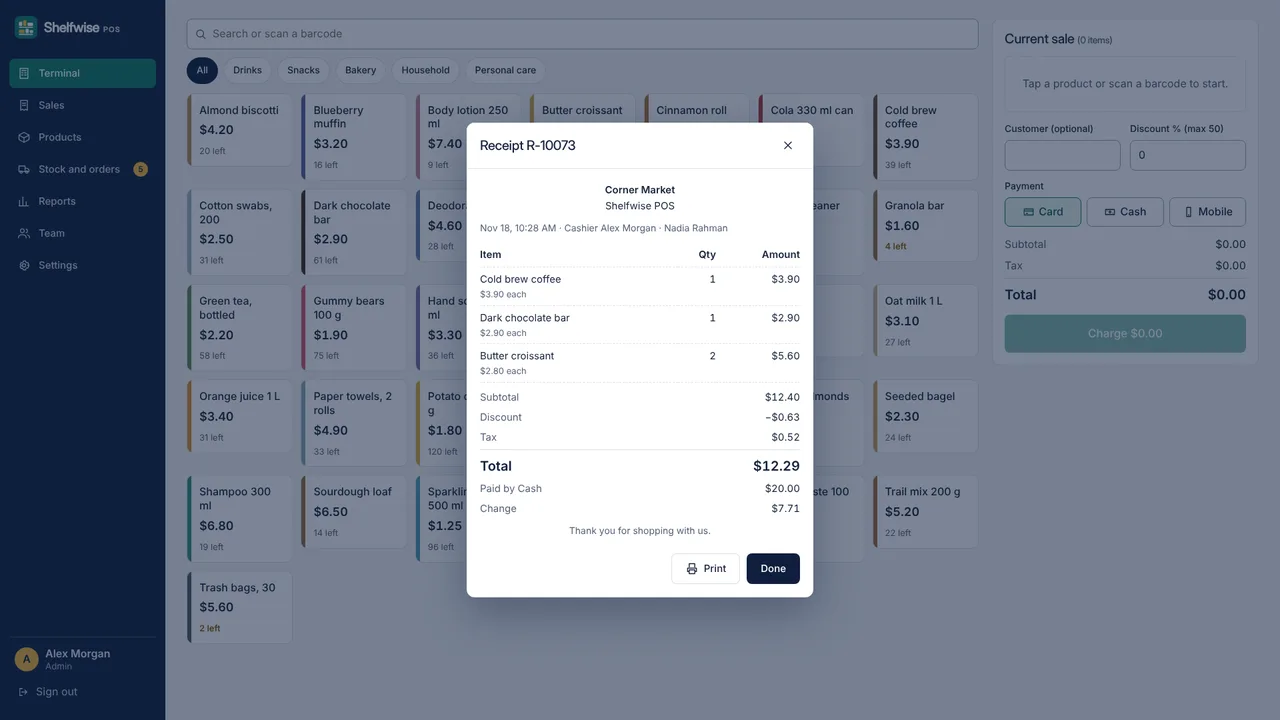 Shelfwise POS
Terminal
Sales
Products
Stock and orders 5
Reports
Team
Settings
A
Alex Morgan
Admin
Sign out
Search or scan a barcode
All Drinks Snacks Bakery Household Personal care
Almond biscotti
$4.20
20 left
Blueberry
muffin
$3.20
16 left
Body lotion 250
ml
$7.40
9 left
Butter croissant
Cinnamon roll
Cola 330 ml can
Cold brew
coffee
$3.90
39 left
Cotton swabs,
200
$2.50
31 left
Dark chocolate
bar
$2.90
61 left
$4.60
28 left
Granola bar
$1.60
4 left
Green tea,
bottled
$2.20
58 left
Gummy bears
100 g
$1.90
75 left
Hand
ml
$3.30
36 left
Oat milk 1 L
$3.10
27 left
Orange juice 1 L
$3.40
31 left
Paper towels, 2
rolls
$4.90
33 left
Potato
g
$1.80
120 left
Seeded bagel
$2.30
24 left
Shampoo 300
ml
$6.80
19 left
Sourdough loaf
$6.50
14 left
500 ml
$1.25
96 left
100
Trail mix 200 g
$5.20
22 left
Trash bags, 30
$5.60
2 left
Receipt R-10073
Corner Market
Shelfwise POS
Nov 18, 10:28 AM · Cashier Alex Morgan · Nadia Rahman
Item Qty Amount
Cold brew coffee 1 $3.90
$3.90 each
Dark chocolate bar 1 $2.90
$2.90 each
Butter croissant 2 $5.60
$2.80 each
Subtotal $12.40
Discount −$0.63
Tax $0.52
Total $12.29
Paid by Cash $20.00
Change $7.71
Thank you for shopping with us.
Print Done
Current sale (0 items)
Tap a product or scan a barcode to start.
Customer (optional) Discount % (max 50)
0
Payment
Card Cash Mobile
Subtotal $0.00
Tax $0.00
Total $0.00
Charge $0.00